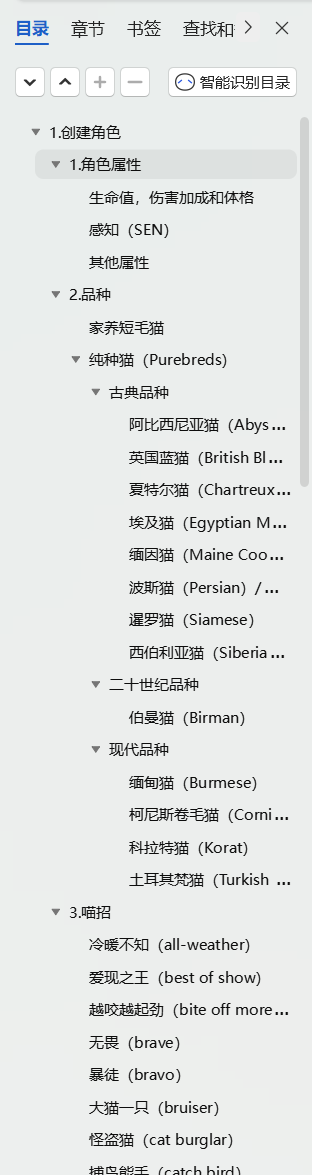 目录 章节 书签 查找和
智能识别目录
1.创建角色
1.角色属性
生命值，伤害加成和体格
感知（SEN）
其他属性
2.品种
家养短毛猫
纯种猫（Purebreds）
古典品种
阿比西尼亚猫（Abys...
英国蓝猫（British Bl...
夏特尔猫（Chartreux...
埃及猫（Egyptian M...
缅因猫（Maine Coo...
波斯猫（Persian）/...
暹罗猫（Siamese）
西伯利亚猫（Siberia...
二十世纪品种
伯曼猫（Birman）
现代品种
缅甸猫（Burmese）
柯尼斯卷毛猫（Corni...
科拉特猫（Korat）
土耳其梵猫（Turkish ...
3.喵招
冷暖不知（all-weather）
爱现之王（best of show）
越咬越起劲（bite off more...
无畏（brave）
暴徒（bravo）
大猫一只（bruiser）
怪盗猫（cat burglar）
捕鸟能手（catch bird）